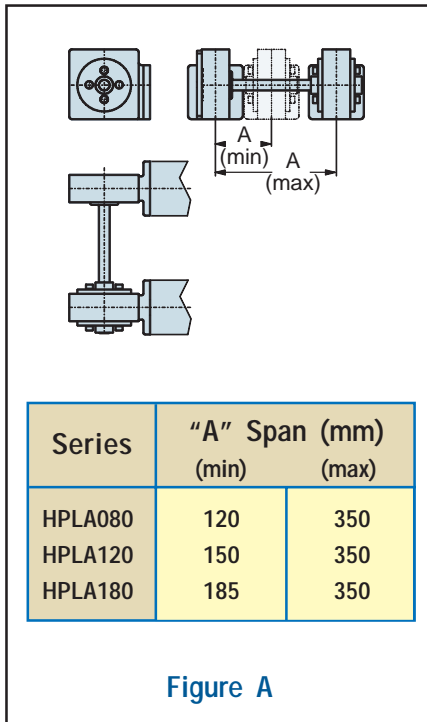 A
(min)
A
(max)
Series
“A” Span (mm)
(min) (max)
HPLA080 120 350
HPLA120 150 350
HPLA180 185 350
Figure A